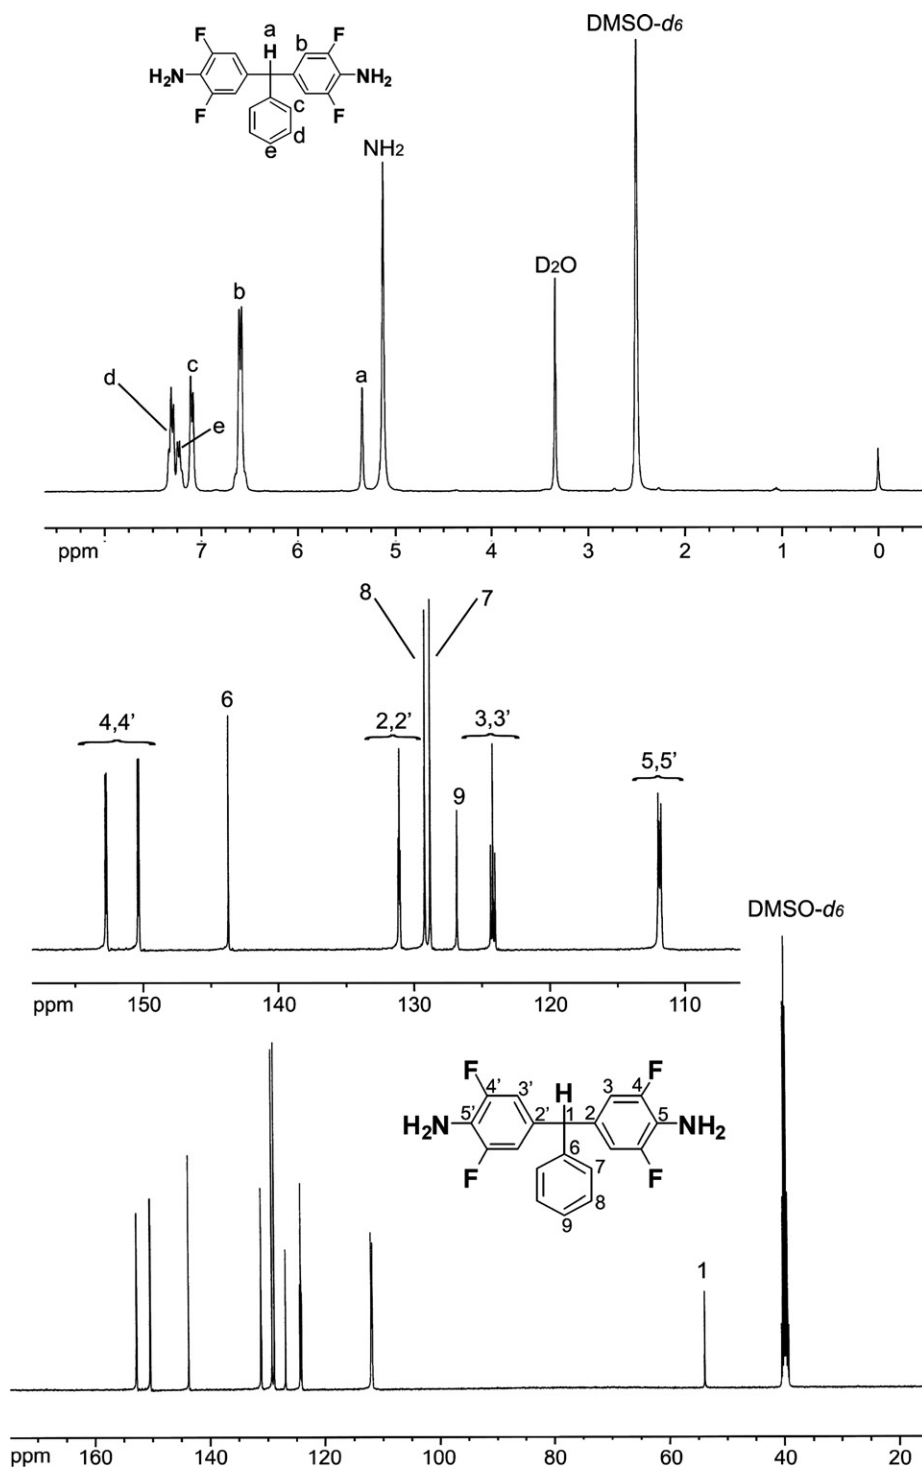 DMSO-d6
a
F H b F
H2N NH2
F c F
d
e
NH2
D2O
b
d c a
e
ppm 7 6 5 4 3 2 1 0
8 7
4,4’ 6 2,2’ 3,3’ 5,5’
9
DMSO-d6
ppm 150 140 130 120 110
F H 3 F
4’ 3’ 1 4
5’ 2’ 2 5
H2N NH2
6
F 7 F
8
9
1
ppm 160 140 120 100 80 60 40 20